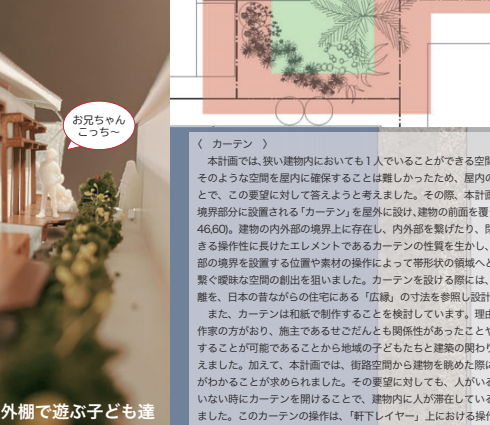 お兄ちゃん
こっち〜
外棚で遊ぶ子ども達
〈 カーテン 〉
本計画では、狭い建物内においても1人でいることができる空間
そのような空間を屋内に確保することは難しかったため、屋内の
とで、この要望に対して答えようと考えました。その際、本計画
境界部分に設置される「カーテン」を屋外に設け、建物の前面を覆
46,60)。建物の内外部の境界上に存在し、内外部を繋げたり、閉
きる操作性に長けたエレメントであるカーテンの性質を生かし、
部の境界を設置する位置や素材の操作によって帯形状の領域へと
繋ぐ曖昧な空間の創出を狙いました。カーテンを設ける際には、
離を、日本の昔ながらの住宅にある「広縁」の寸法を参照し設計
また、カーテンは和紙で制作することを検討しています。理由
作家の方がおり、施主であるせごだんとも関係性があったことや
することが可能であることから地域の子どもたちと建築の関わり
えました。加えて、本計画では、街路空間から建物を眺めた際に
がわかることが求められました。その要望に対しても、人がいる
いない時にカーテンを開けることで、建物内に人が滞在している
ました。このカーテンの操作は、「軒下レイヤー」上における操作